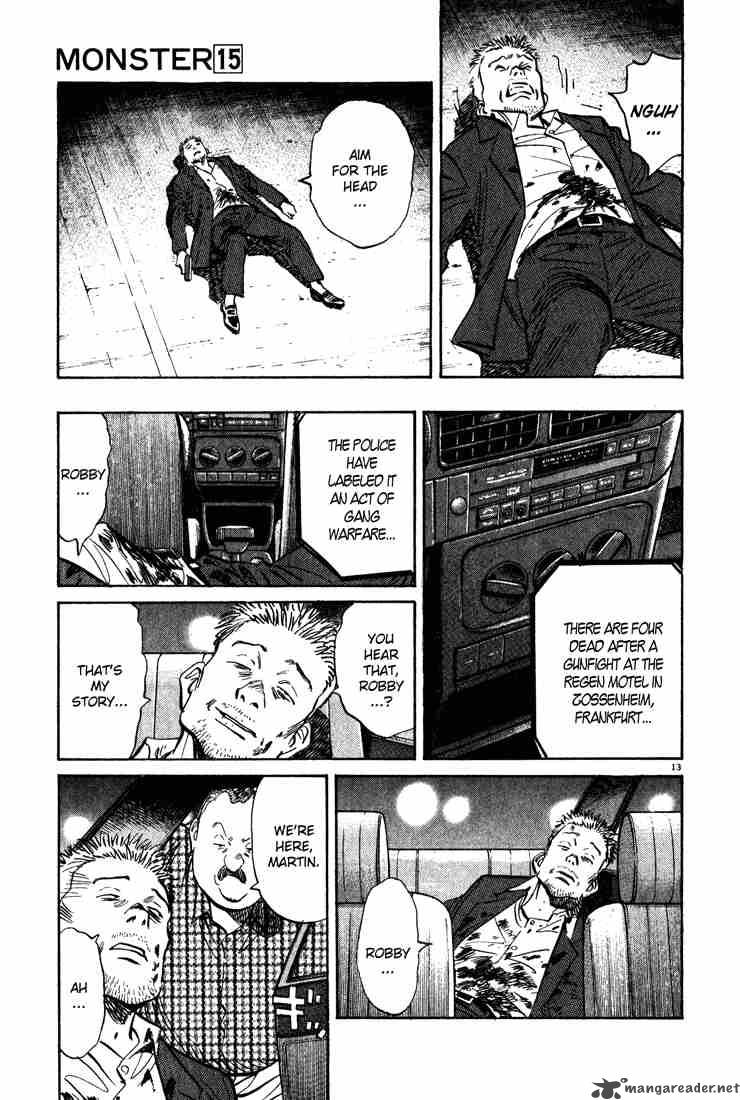 MONSTER 15
NGUH
...
AIM
FOR THE
HEAD
...
THERE ARE FOUR
DEAD AFTER A
GUNFIGHT AT THE
REGEN MOTEL IN
ZOSSENHEIM,
FRANKFURT...
THE POLICE
HAVE
LABELED IT
AN ACT OF
GANG
WARFARE...
ROBBY
...
YOU
HEAR
THAT,
ROBBY
...?
THAT'S
MY
STORY...
13
ROBBY
...
WE'RE
HERE,
MARTIN.
AH
...
mangareader.net